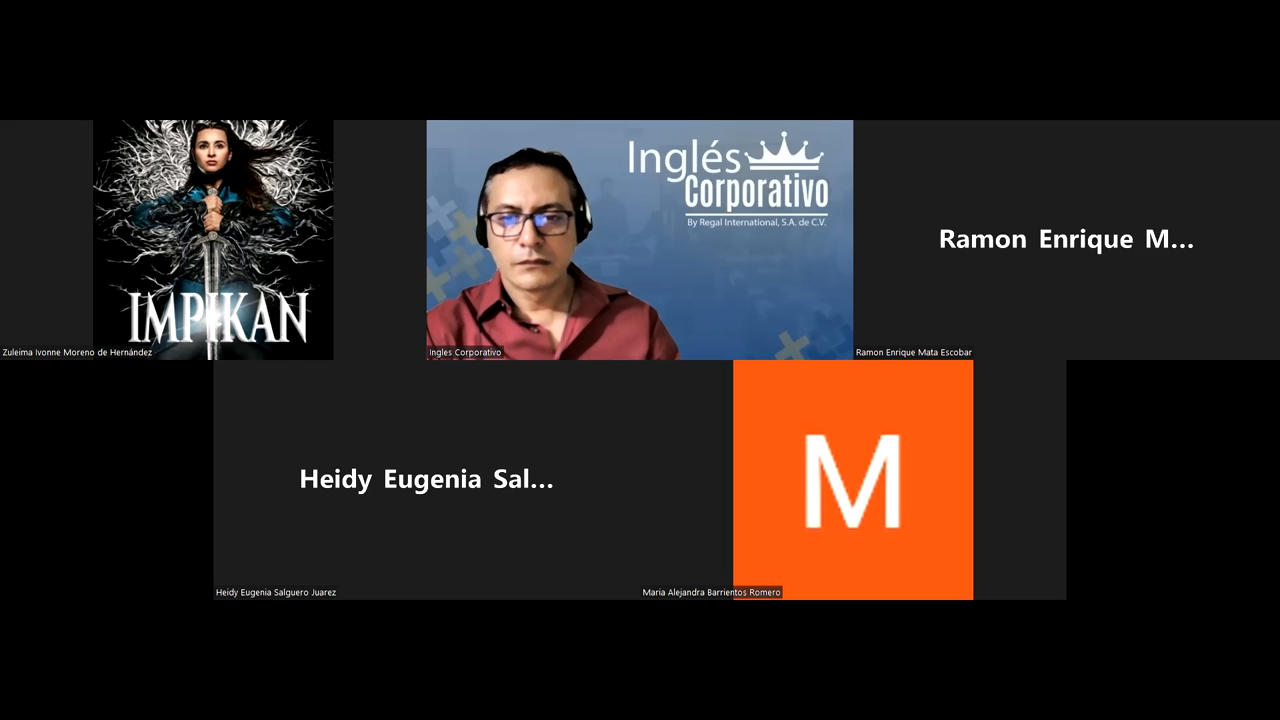 IMPIKAN
Zuleima Ivonne Moreno de Hernández
Inglés
Corporativo
By Regal International, S.A. de C.V.
Ingles Corporativo
Ramon Enrique M...
Ramon Enrique Mata Escobar
Heidy Eugenia Sal...
Heidy Eugenia Salguero Juarez
M
Maria Alejandra Barrientos Romero